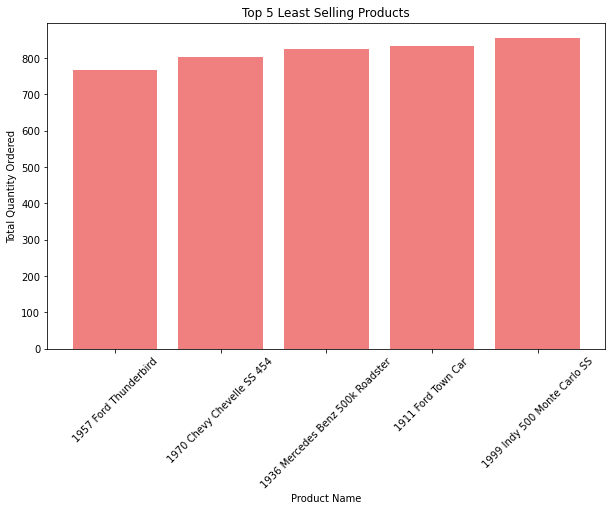 Top 5 Least Selling Products
Total Quantity Ordered
800
700
600
500
400
300
200
100
0
1957 Ford Thunderbird
1970 Chevy Chevelle SS 454
1936 Mercedes Benz 500k Roadster
1911 Ford Town Car
1999 Indy 500 Monte Carlo SS
Product Name